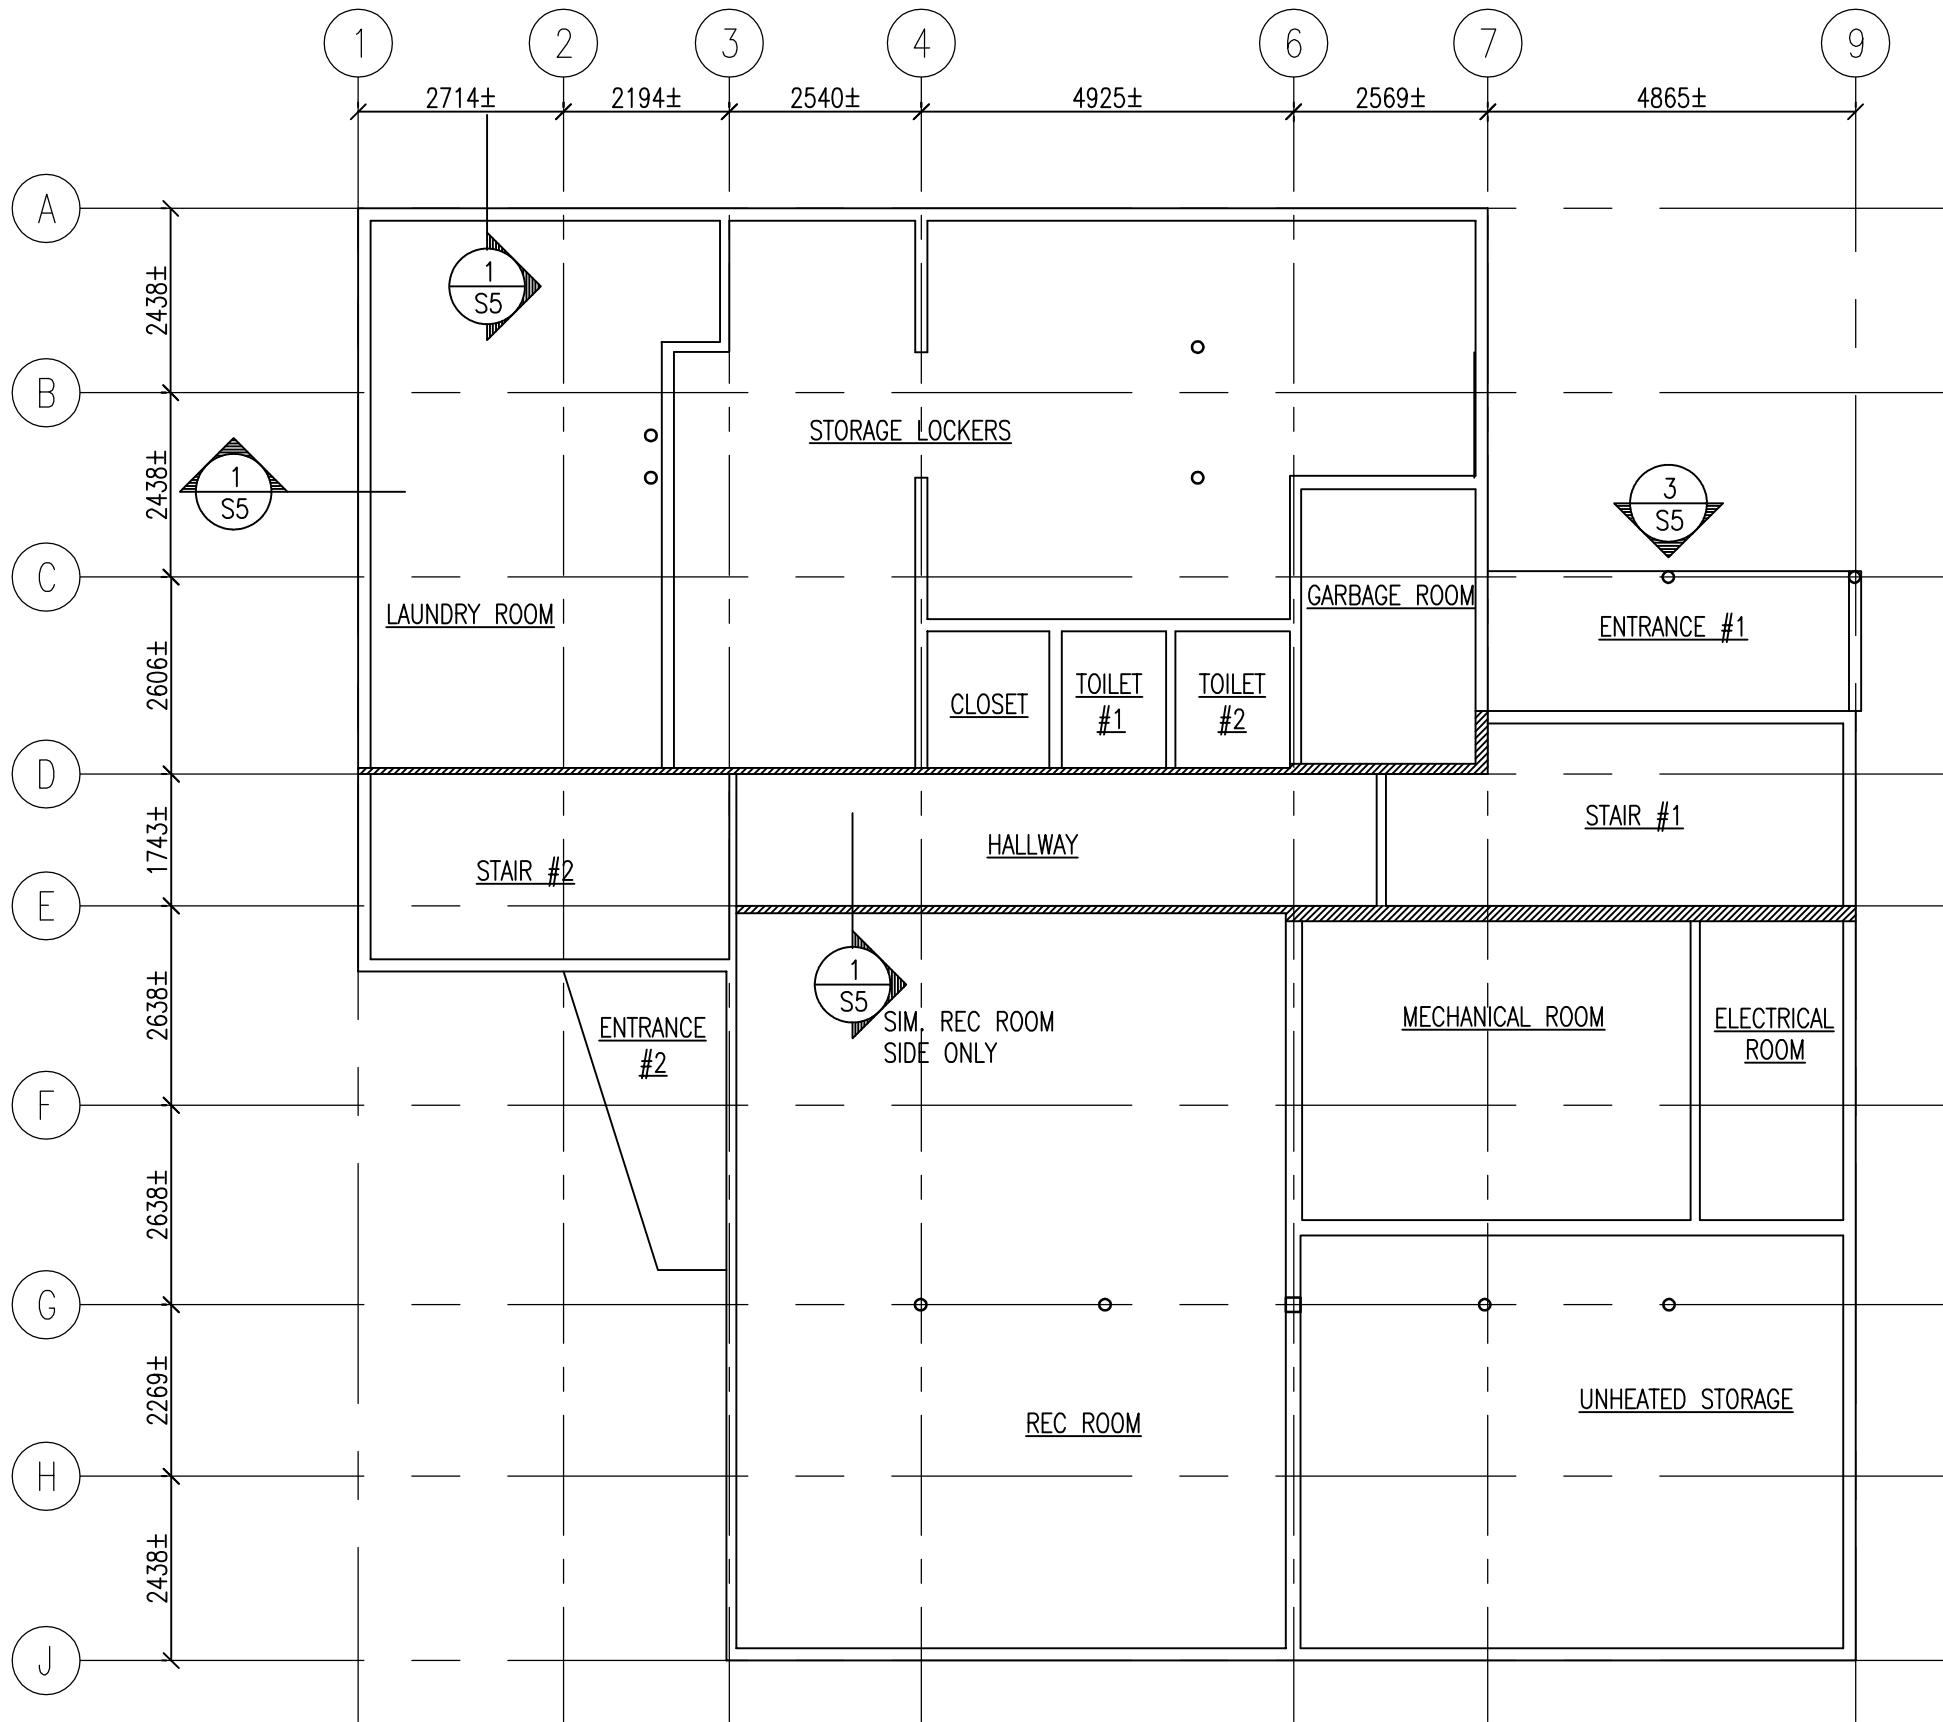 1 2 3 4 6 7 9
2714± 2194± 2540± 4925± 2569± 4865±
A
2438±
1
S5
B
STORAGE LOCKERS
2438±
1
S5
3
S5
C
GARBAGE ROOM
LAUNDRY ROOM
ENTRANCE #1
2606±
CLOSET
TOILET
#1
TOILET
#2
D
1743±
STAIR #1
HALLWAY
STAIR #2
E
1
S5
SIM. REC ROOM
SIDE ONLY
2638±
ENTRANCE
#2
MECHANICAL ROOM
ELECTRICAL
ROOM
F
2638±
G
2269±
UNHEATED STORAGE
REC ROOM
H
2438±
J